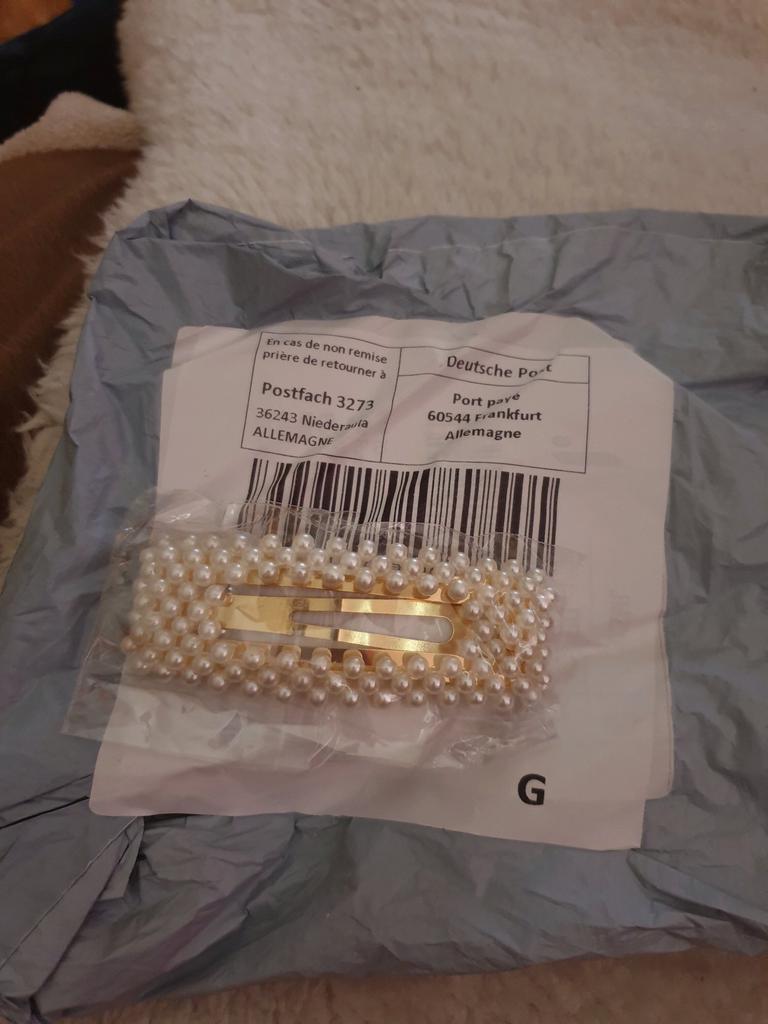 En cas de non remise
prière de retourner à
Postfach 3273
36243 Niederaula
ALLEMAGNE
Deutsche Post
Port payé
60544 Frankfurt
Allemagne
G